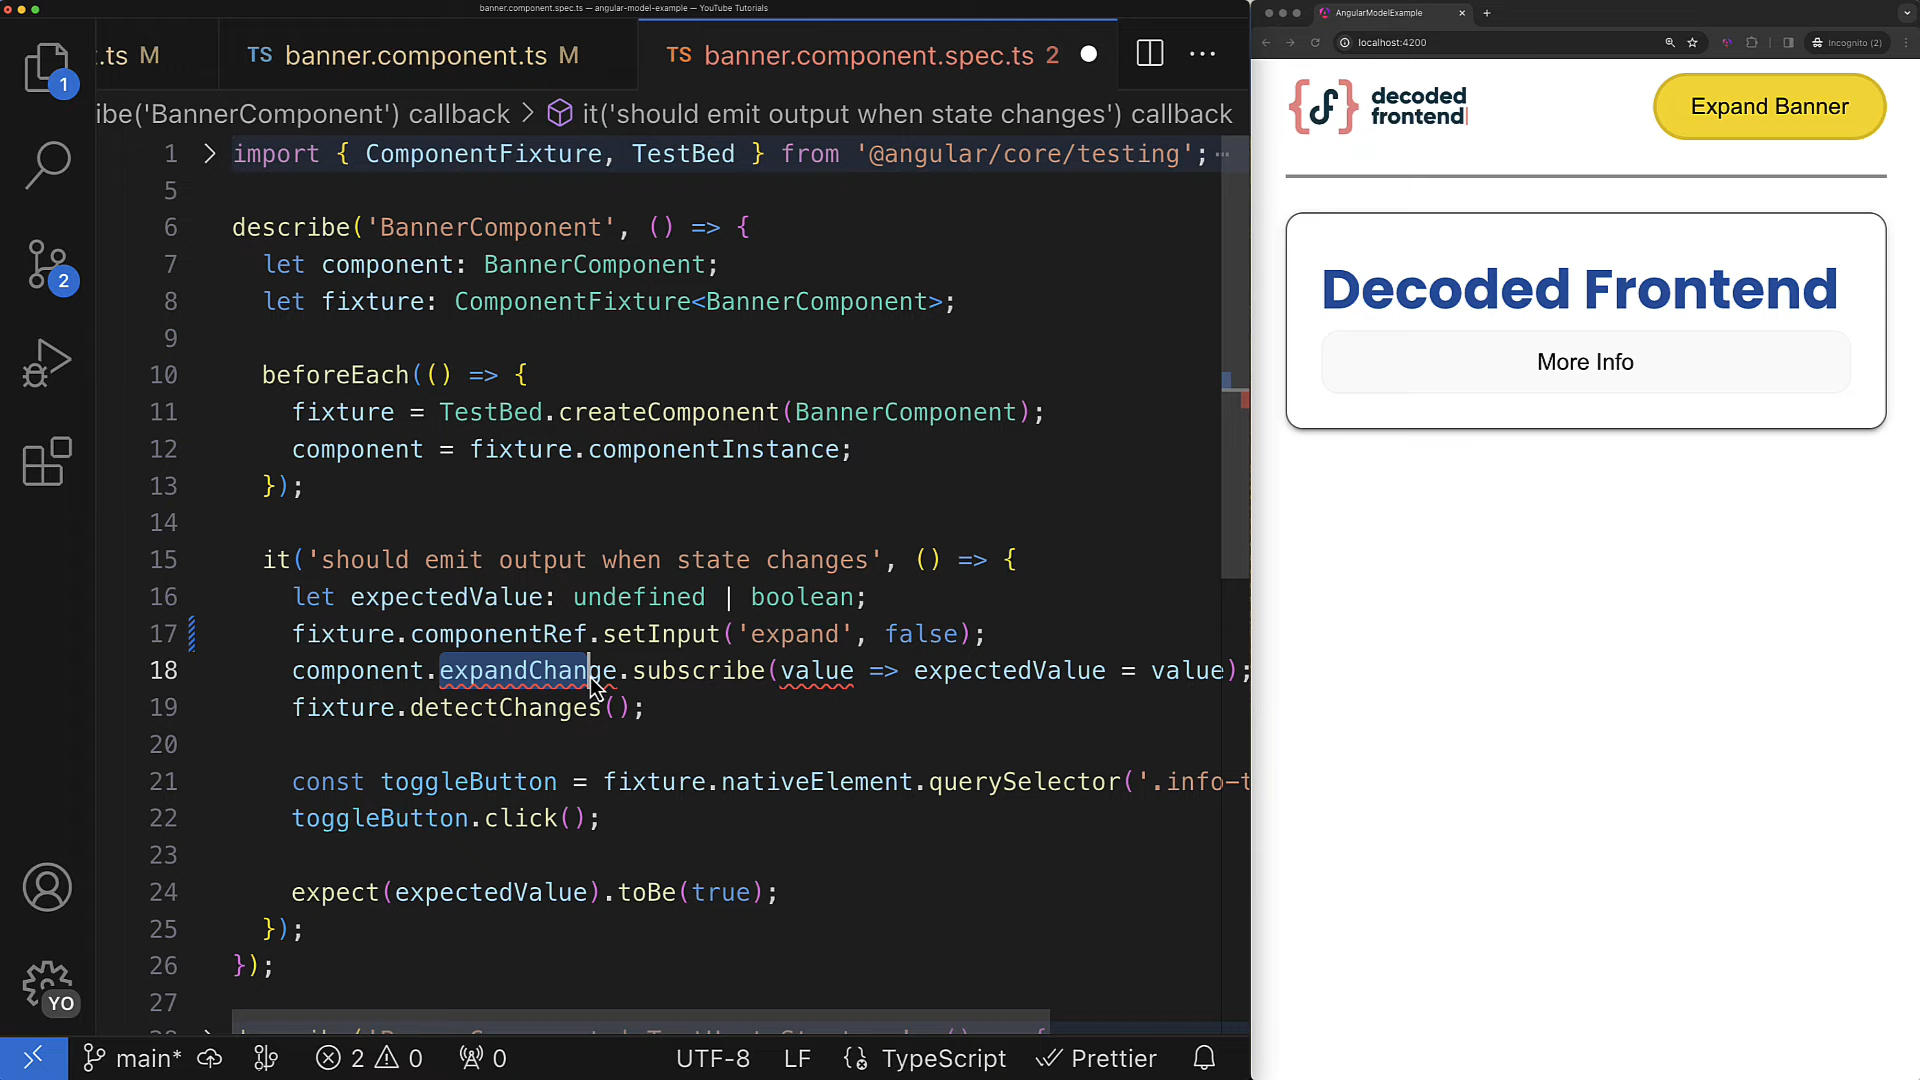 banner.component.spec.ts — angular-model-example — YouTube Tutorials
.ts M
TS banner.component.ts M
TS banner.component.spec.ts 2
ibe('BannerComponent') callback > it('should emit output when state changes') callback
1 > import { ComponentFixture, TestBed } from '@angular/core/testing';
5
6 describe('BannerComponent', () => {
7 let component: BannerComponent;
8 let fixture: ComponentFixture<BannerComponent>;
9
10 beforeEach(() => {
11 fixture = TestBed.createComponent(BannerComponent);
12 component = fixture.componentInstance;
13 });
14
15 it('should emit output when state changes', () => {
16 let expectedValue: undefined | boolean;
17 fixture.componentRef.setInput('expand', false);
18 component.expandChange.subscribe(value => expectedValue = value);
19 fixture.detectChanges();
20
21 const toggleButton = fixture.nativeElement.querySelector('.info-t
22 toggleButton.click();
23
24 expect(expectedValue).toBe(true);
25 });
26 });
27
1
2
YO
main* 2 0 0 UTF-8 LF {} TypeScript Prettier
AngularModelExample
localhost:4200
Incognito (2)
{ } decoded
frontend
Expand Banner
Decoded Frontend
More Info